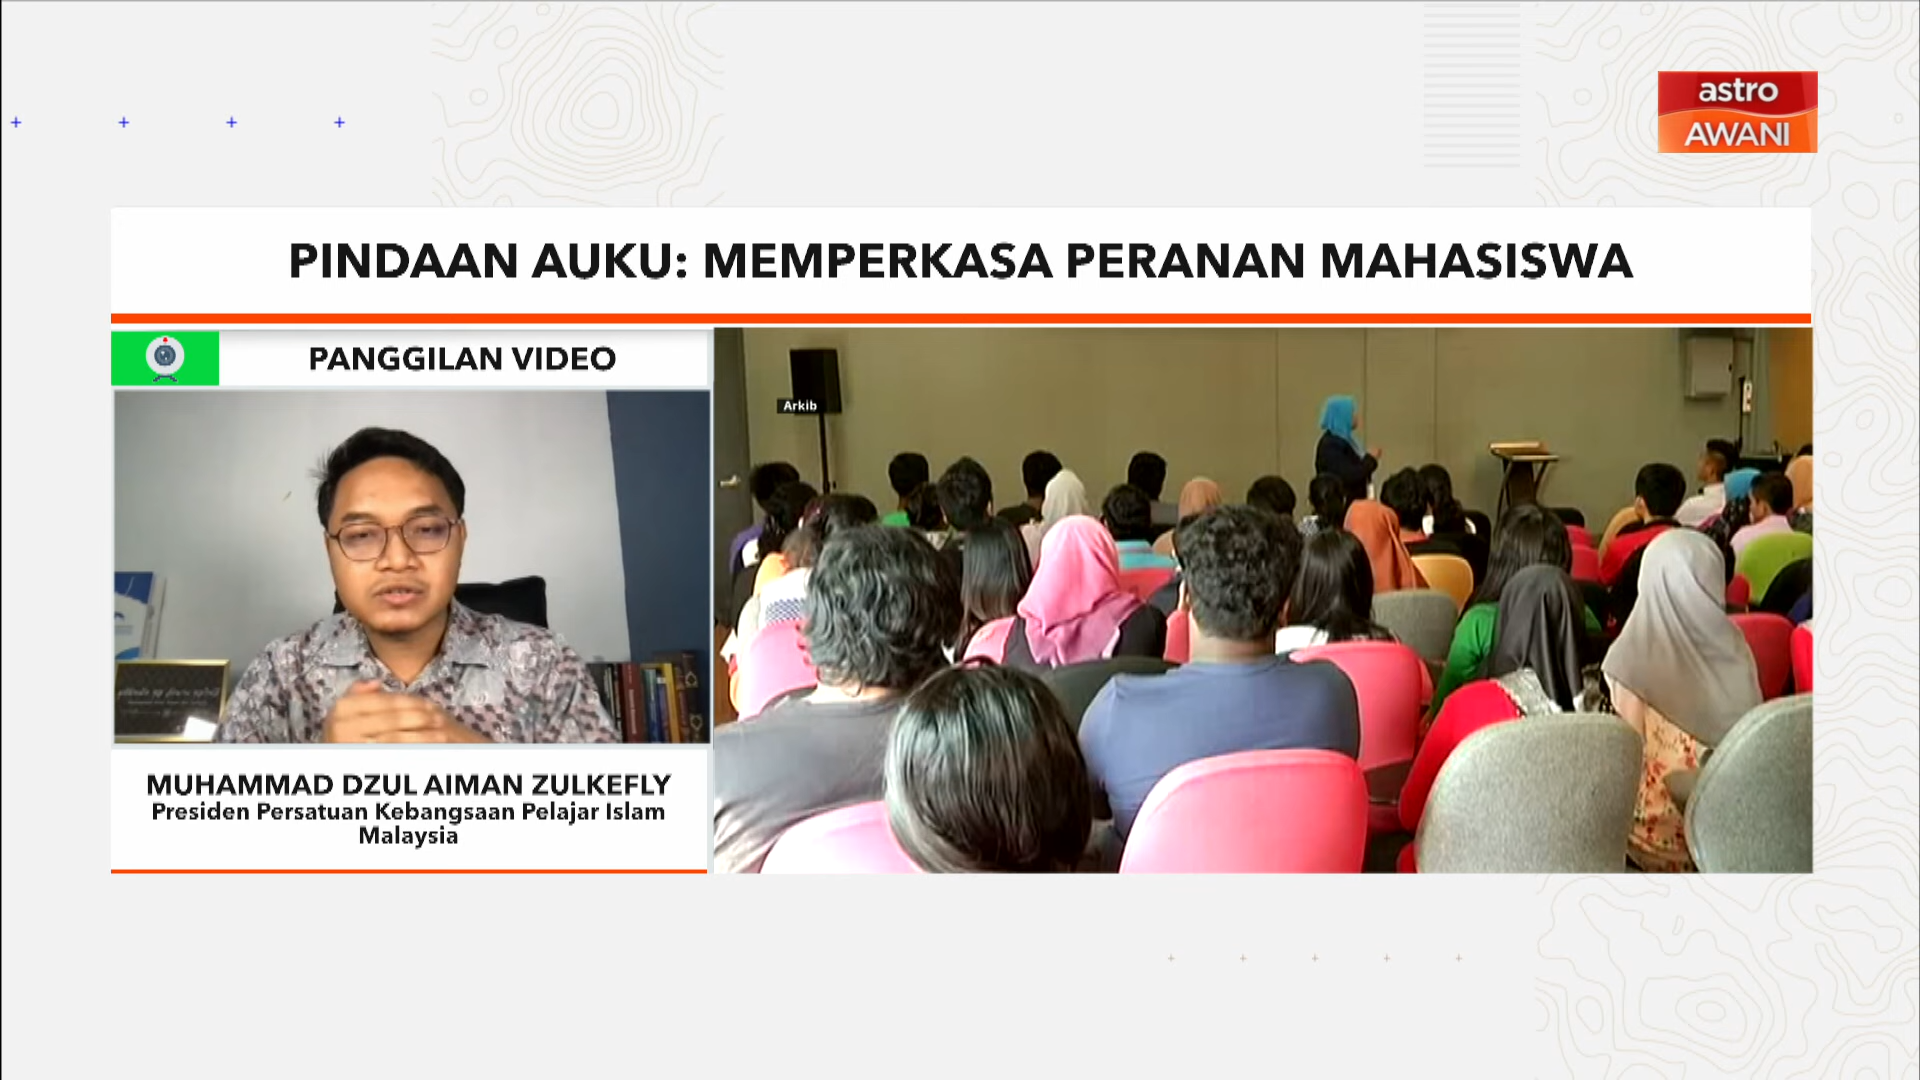 astro
AWANI
PINDAAN AUKU: MEMPERKASA PERANAN MAHASISWA
PANGGILAN VIDEO
Arkib
MUHAMMAD DZUL AIMAN ZULKEFLY
Presiden Persatuan Kebangsaan Pelajar Islam
Malaysia